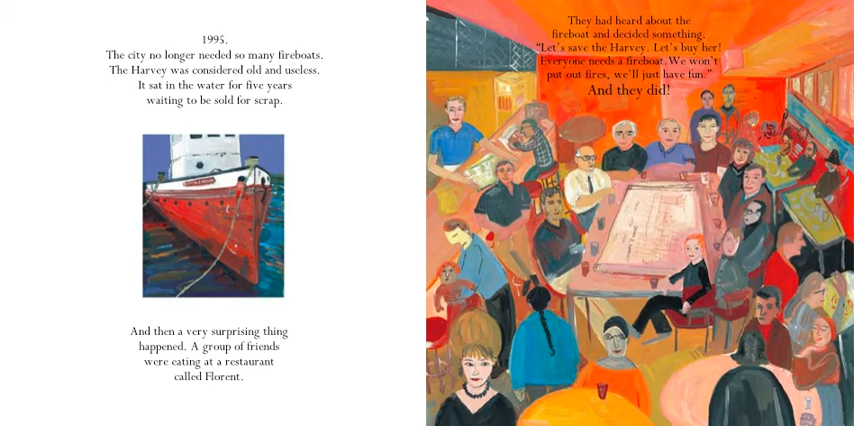 1995.
The city no longer needed so many fireboats.
The Harvey was considered old and useless.
It sat in the water for five years
waiting to be sold for scrap.
And then a very surprising thing
happened. A group of friends
were eating at a restaurant
called Florent.
They had heard about the
fireboat and decided something.
“Let's save the Harvey. Let's buy her!
Everyone needs a fireboat.We won't
put out fires, we'll just have fun.”
And they did!